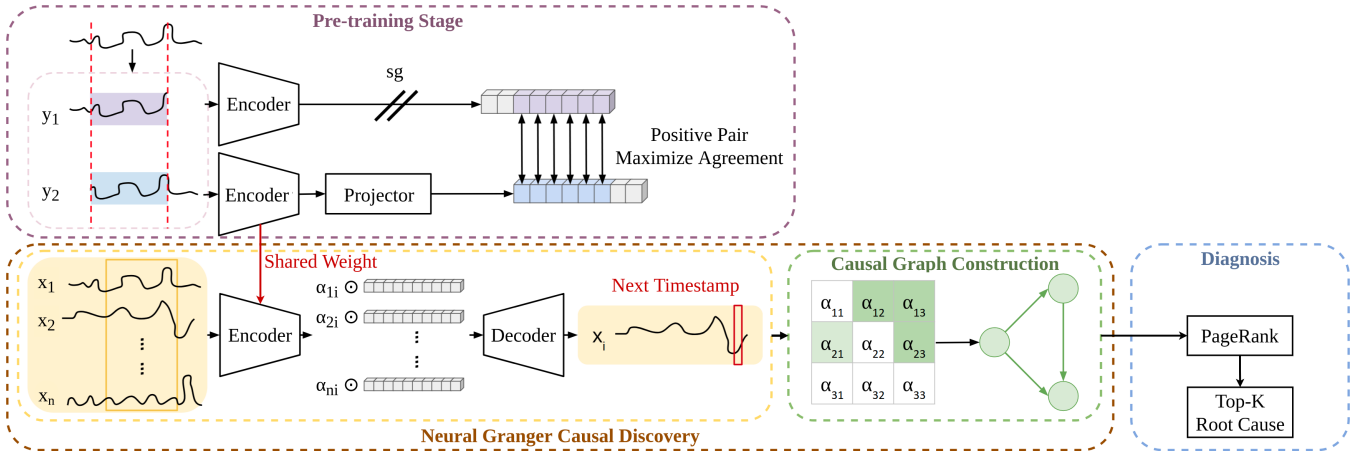 Pre-training Stage
y1
Encoder
sg
Positive Pair
Maximize Agreement
y2
Encoder
Projector
Shared Weight
x1
x2
...
xn
Encoder
α1i
α2i
...
...
αni
Decoder
Next Timestamp
xi
Neural Granger Causal Discovery
Causal Graph Construction
α11 α12 α13
α21 α22 α23
α31 α32 α33
Diagnosis
PageRank
Top-K
Root Cause